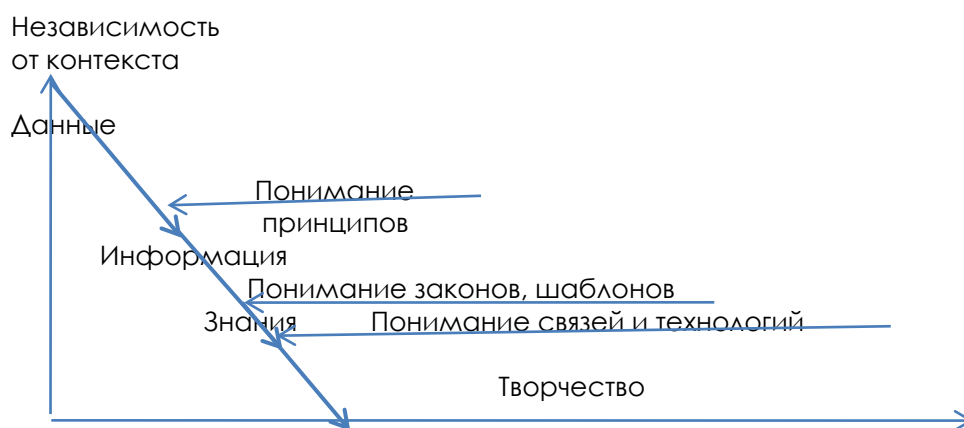 Независимость
от контекста
Данные
Понимание
принципов
Информация
Понимание законов, шаблонов
Знания Понимание связей и технологий
Творчество